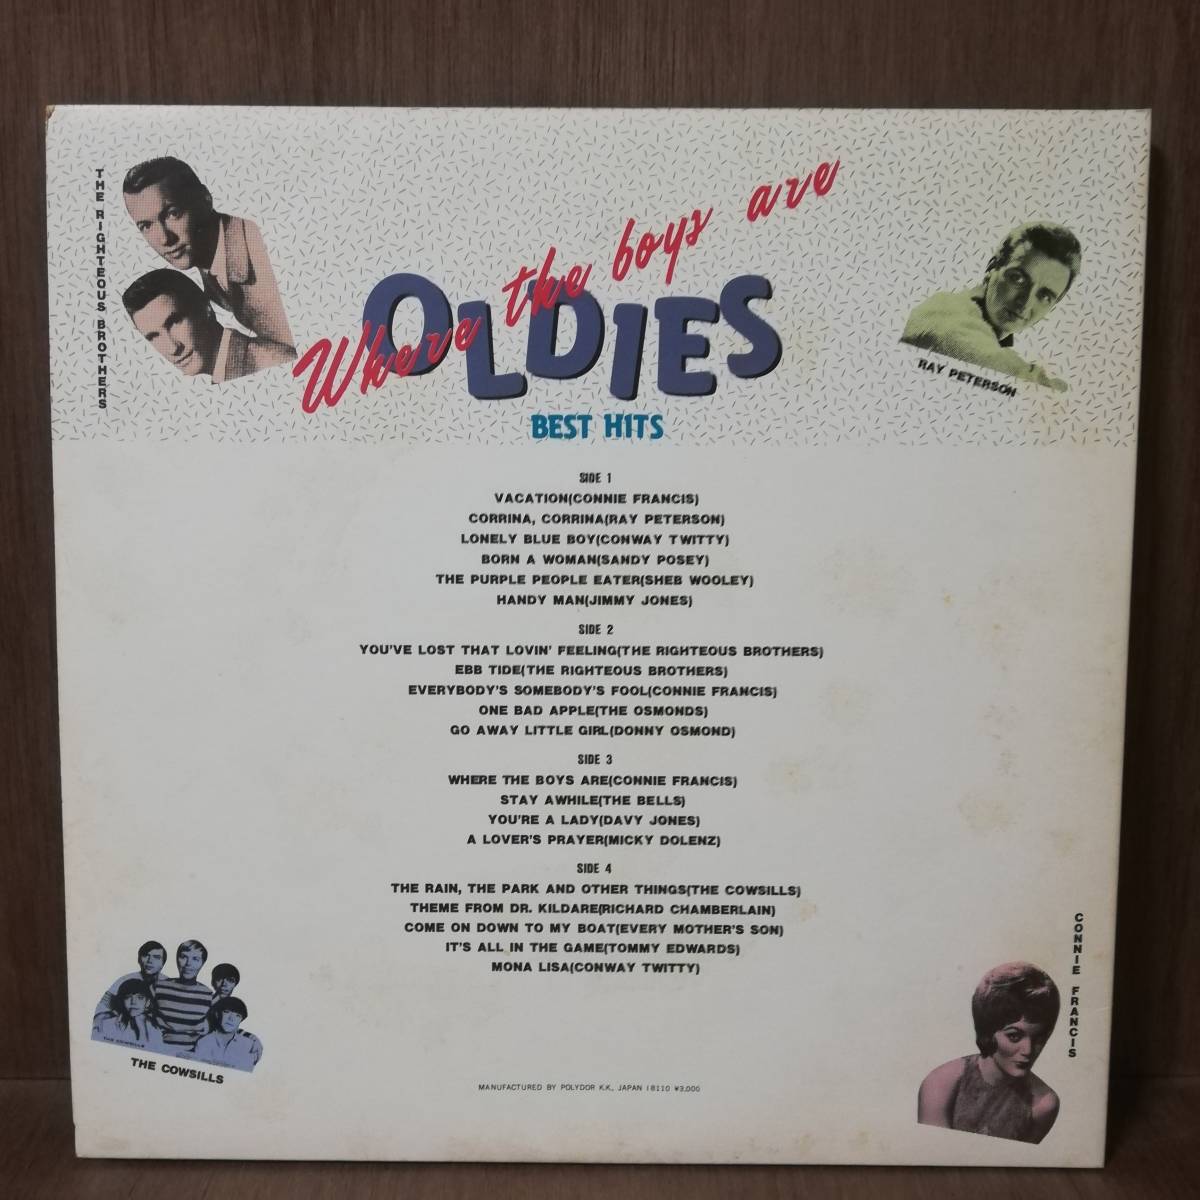 THE RIGHTEOUS BROTHERS
Where the boys are
OLDIES
BEST HITS
RAY PETERSON
SIDE 1
VACATION(CONNIE FRANCIS)
CORRINA, CORRINA(RAY PETERSON)
LONELY BLUE BOY(CONWAY TWITTY)
BORN A WOMAN(SANDY POSEY)
THE PURPLE PEOPLE EATER(SHEB WOOLEY)
HANDY MAN(JIMMY JONES)
SIDE 2
YOU'VE LOST THAT LOVIN' FEELING(THE RIGHTEOUS BROTHERS)
EBB TIDE(THE RIGHTEOUS BROTHERS)
EVERYBODY'S SOMEBODY'S FOOL(CONNIE FRANCIS)
ONE BAD APPLE(THE OSMONDS)
GO AWAY LITTLE GIRL(DONNY OSMOND)
SIDE 3
WHERE THE BOYS ARE(CONNIE FRANCIS)
STAY AWHILE(THE BELLS)
YOU'RE A LADY(DAVY JONES)
A LOVER'S PRAYER(MICKY DOLENZ)
SIDE 4
THE RAIN, THE PARK AND OTHER THINGS(THE COWSILLS)
THEME FROM DR. KILDARE(RICHARD CHAMBERLAIN)
COME ON DOWN TO MY BOAT(EVERY MOTHER'S SON)
IT'S ALL IN THE GAME(TOMMY EDWARDS)
MONA LISA(CONWAY TWITTY)
THE COWSILLS
THE COWSILLS
CONNIE FRANCIS
MANUFACTURED BY POLYDOR K.K., JAPAN 18110 ¥3,000